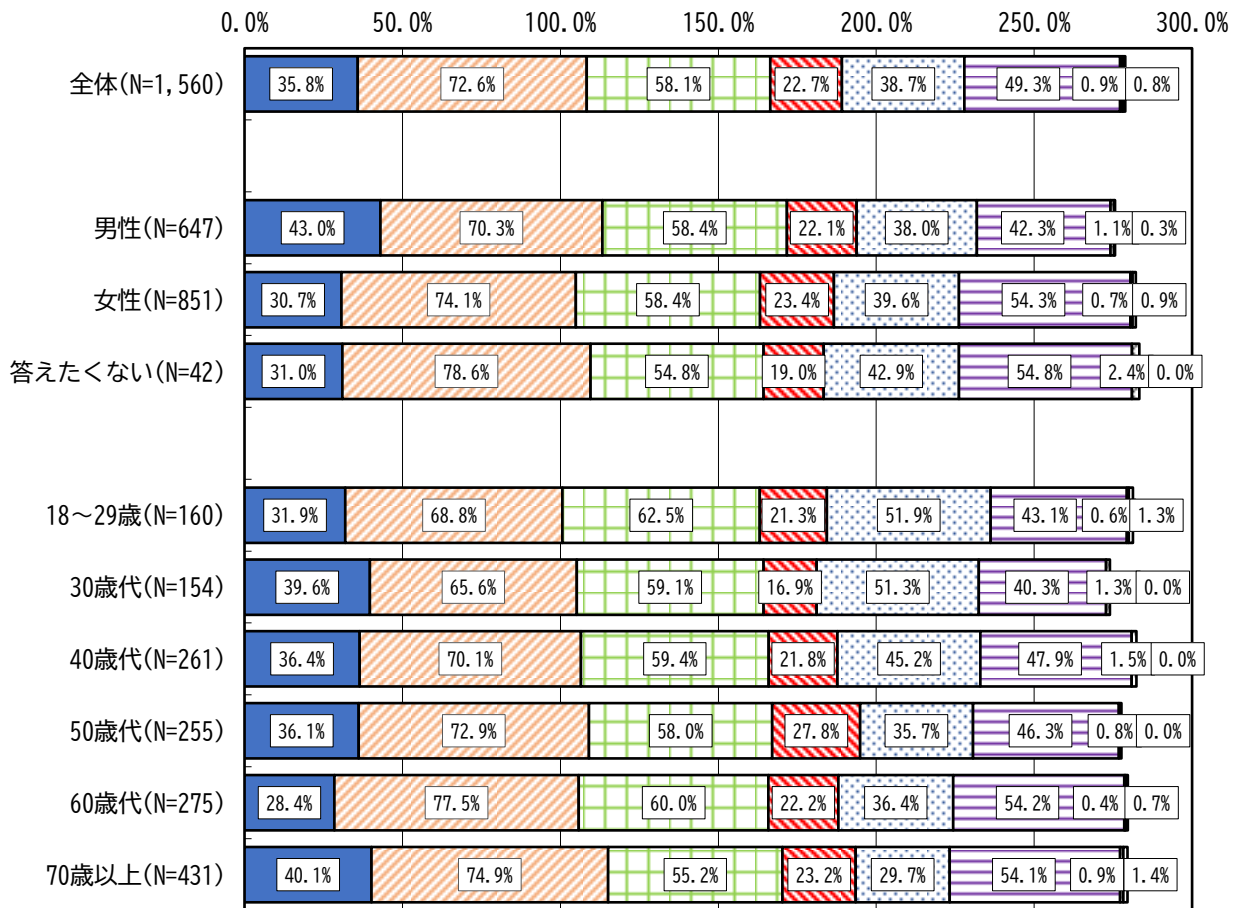 0.0% 50.0% 100.0% 150.0% 200.0% 250.0% 300.0%
全体(N=1,560) 35.8% 72.6% 58.1% 22.7% 38.7% 49.3% 0.9% 0.8%
男性(N=647) 43.0% 70.3% 58.4% 22.1% 38.0% 42.3% 1.1% 0.3%
女性(N=851) 30.7% 74.1% 58.4% 23.4% 39.6% 54.3% 0.7% 0.9%
答えたくない(N=42) 31.0% 78.6% 54.8% 19.0% 42.9% 54.8% 2.4% 0.0%
18～29歳(N=160) 31.9% 68.8% 62.5% 21.3% 51.9% 43.1% 0.6% 1.3%
30歳代(N=154) 39.6% 65.6% 59.1% 16.9% 51.3% 40.3% 1.3% 0.0%
40歳代(N=261) 36.4% 70.1% 59.4% 21.8% 45.2% 47.9% 1.5% 0.0%
50歳代(N=255) 36.1% 72.9% 58.0% 27.8% 35.7% 46.3% 0.8% 0.0%
60歳代(N=275) 28.4% 77.5% 60.0% 22.2% 36.4% 54.2% 0.4% 0.7%
70歳以上(N=431) 40.1% 74.9% 55.2% 23.2% 29.7% 54.1% 0.9% 1.4%